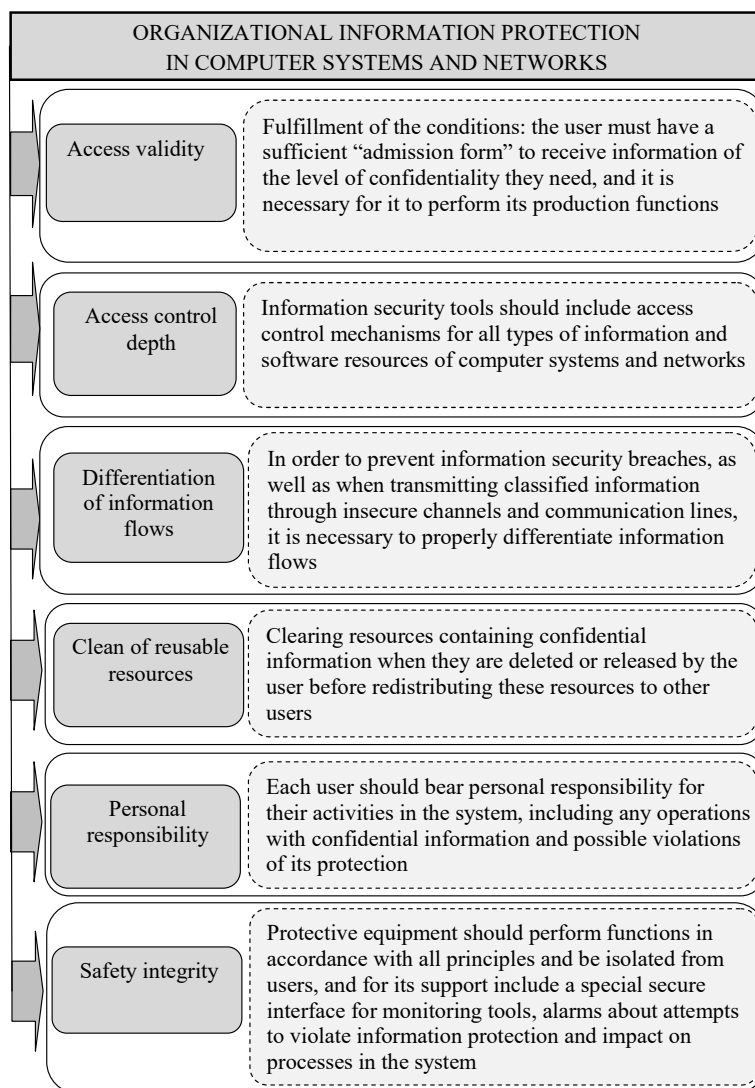 ORGANIZATIONAL INFORMATION PROTECTION
IN COMPUTER SYSTEMS AND NETWORKS
Access validity
Fulfillment of the conditions: the user must have a
sufficient “admission form” to receive information of
the level of confidentiality they need, and it is
necessary for it to perform its production functions
Access control
depth
Information security tools should include access
control mechanisms for all types of information and
software resources of computer systems and networks
Differentiation
of information
flows
In order to prevent information security breaches, as
well as when transmitting classified information
through insecure channels and communication lines,
it is necessary to properly differentiate information
flows
Clean of reusable
resources
Clearing resources containing confidential
information when they are deleted or released by the
user before redistributing these resources to other
users
Personal
responsibility
Each user should bear personal responsibility for
their activities in the system, including any operations
with confidential information and possible violations
of its protection
Safety integrity
Protective equipment should perform functions in
accordance with all principles and be isolated from
users, and for its support include a special secure
interface for monitoring tools, alarms about attempts
to violate information protection and impact on
processes in the system